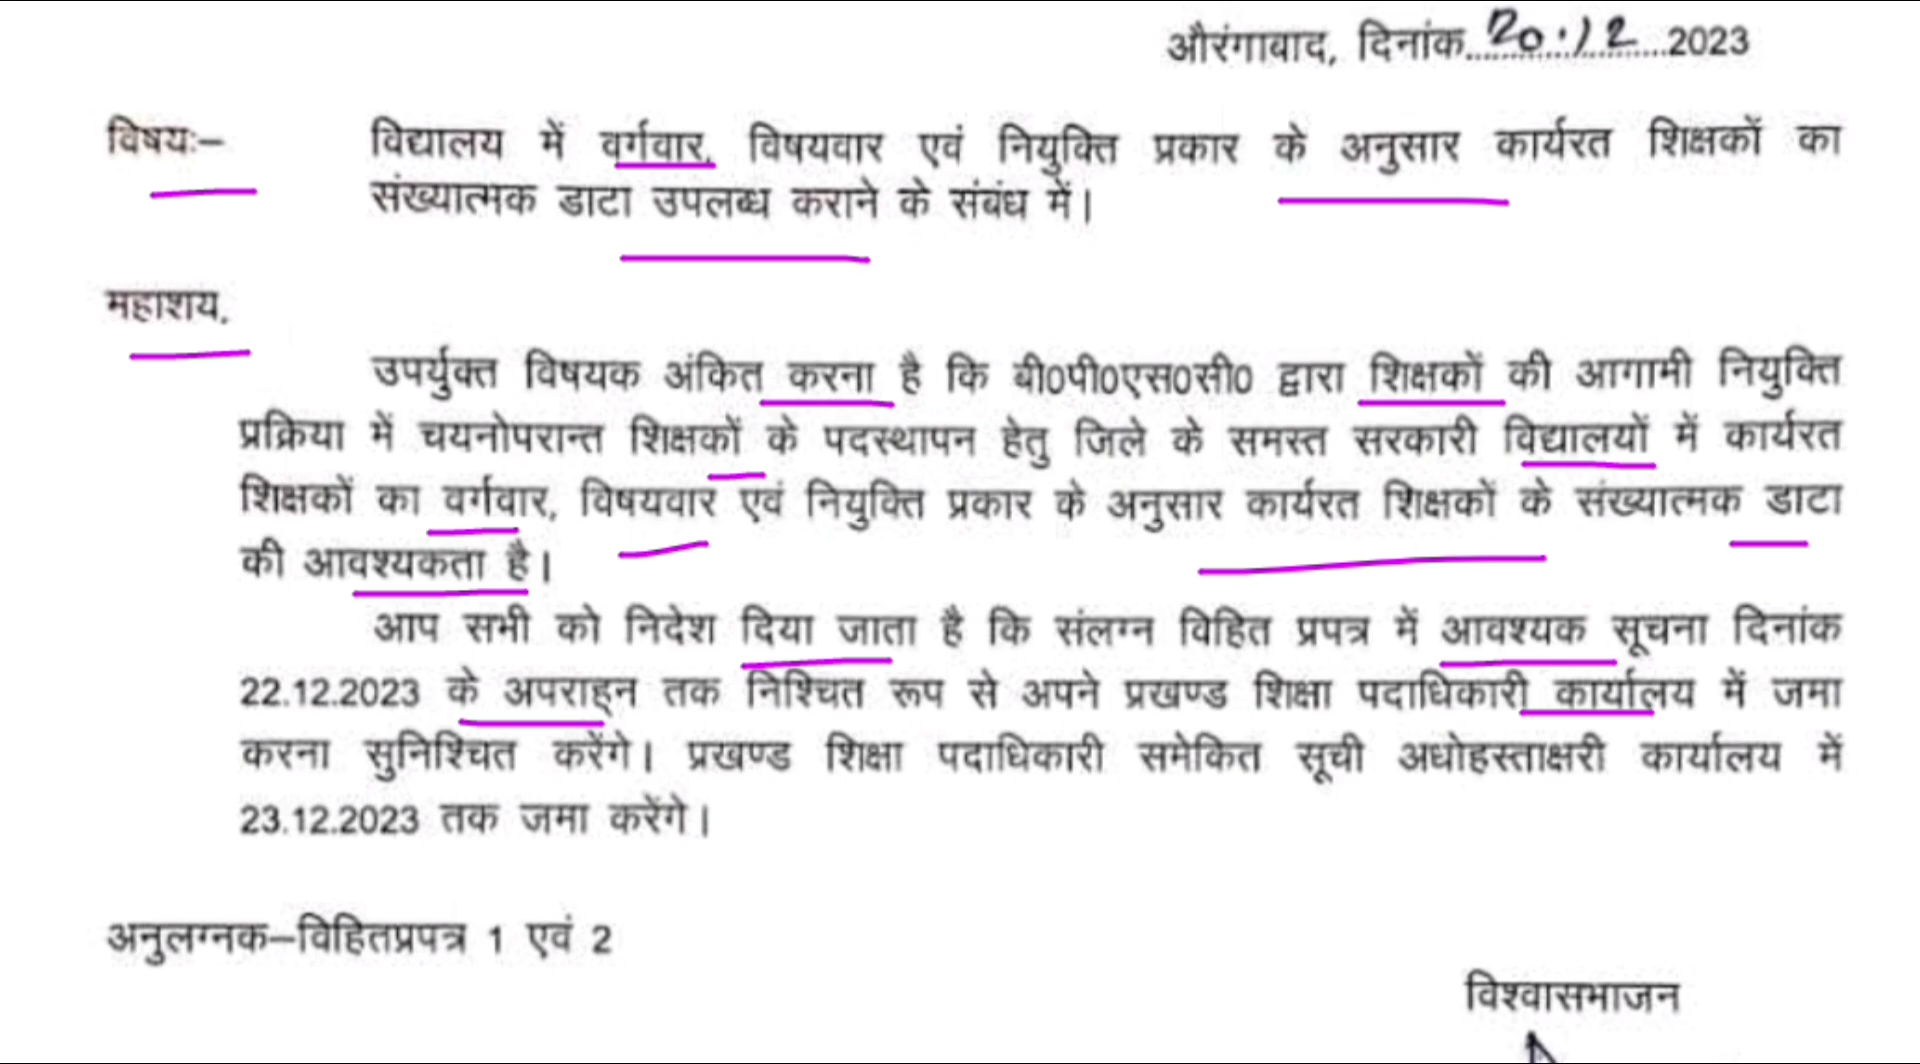 औरंगाबाद, दिनांक 20.12 2023
विषयः– विद्यालय में वर्गवार, विषयवार एवं नियुक्ति प्रकार के अनुसार कार्यरत शिक्षकों का
संख्यात्मक डाटा उपलब्ध कराने के संबंध में।
महाशय,
उपर्युक्त विषयक अंकित करना है कि बी0पी0एस0सी0 द्वारा शिक्षकों की आगामी नियुक्ति
प्रक्रिया में चयनोपरान्त शिक्षकों के पदस्थापन हेतु जिले के समस्त सरकारी विद्यालयों में कार्यरत
शिक्षकों का वर्गवार, विषयवार एवं नियुक्ति प्रकार के अनुसार कार्यरत शिक्षकों के संख्यात्मक डाटा
की आवश्यकता है।
आप सभी को निदेश दिया जाता है कि संलग्न विहित प्रपत्र में आवश्यक सूचना दिनांक
22.12.2023 के अपराह्न तक निश्चित रूप से अपने प्रखण्ड शिक्षा पदाधिकारी कार्यालय में जमा
करना सुनिश्चित करेंगे। प्रखण्ड शिक्षा पदाधिकारी समेकित सूची अधोहस्ताक्षरी कार्यालय में
23.12.2023 तक जमा करेंगे।
अनुलग्नक–विहितप्रपत्र 1 एवं 2
विश्वासभाजन